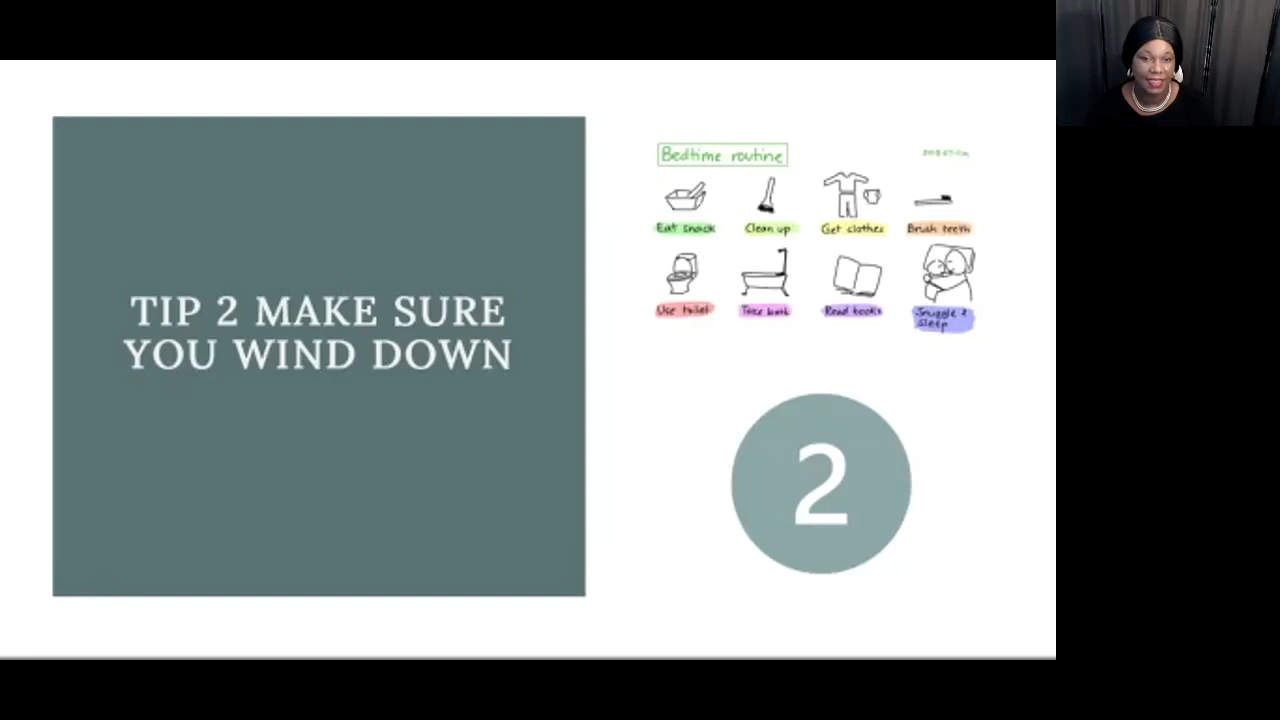 TIP 2 MAKE SURE
YOU WIND DOWN
Bedtime routine
Eat snack
Clean up
Get clothes
Brush teeth
Use toilet
Take bath
Read books
Snuggle &
sleep
2